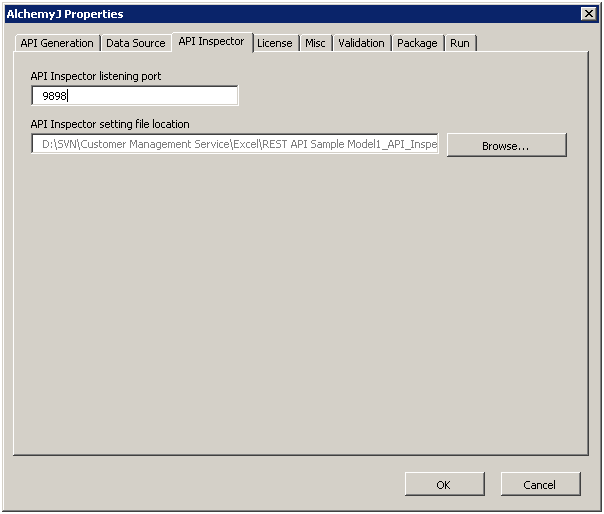 AlchemyJ Properties
API Generation Data Source API Inspector License Misc Validation Package Run
API Inspector listening port
9898
API Inspector setting file location
D:\SVN\Customer Management Service\Excel\REST API Sample Model1_API_Inspe
Browse...
OK Cancel